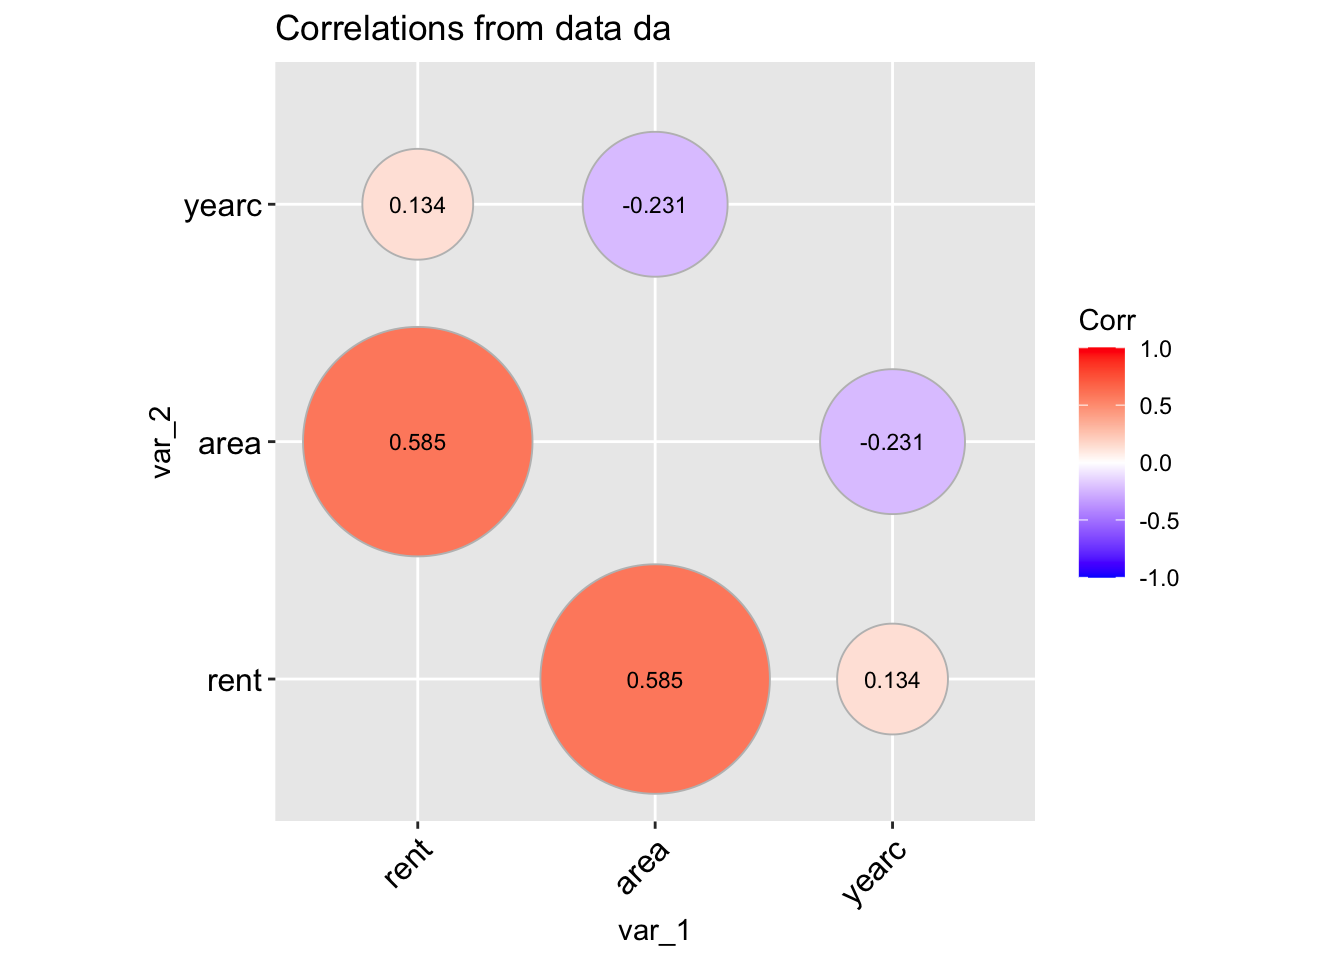 Correlations from data da
yearc
0.134
-0.231
Corr
1.0
0.5
0.0
-0.5
-1.0
var_2
area
0.585
-0.231
rent
0.585
0.134
rent
area
yearc
var_1